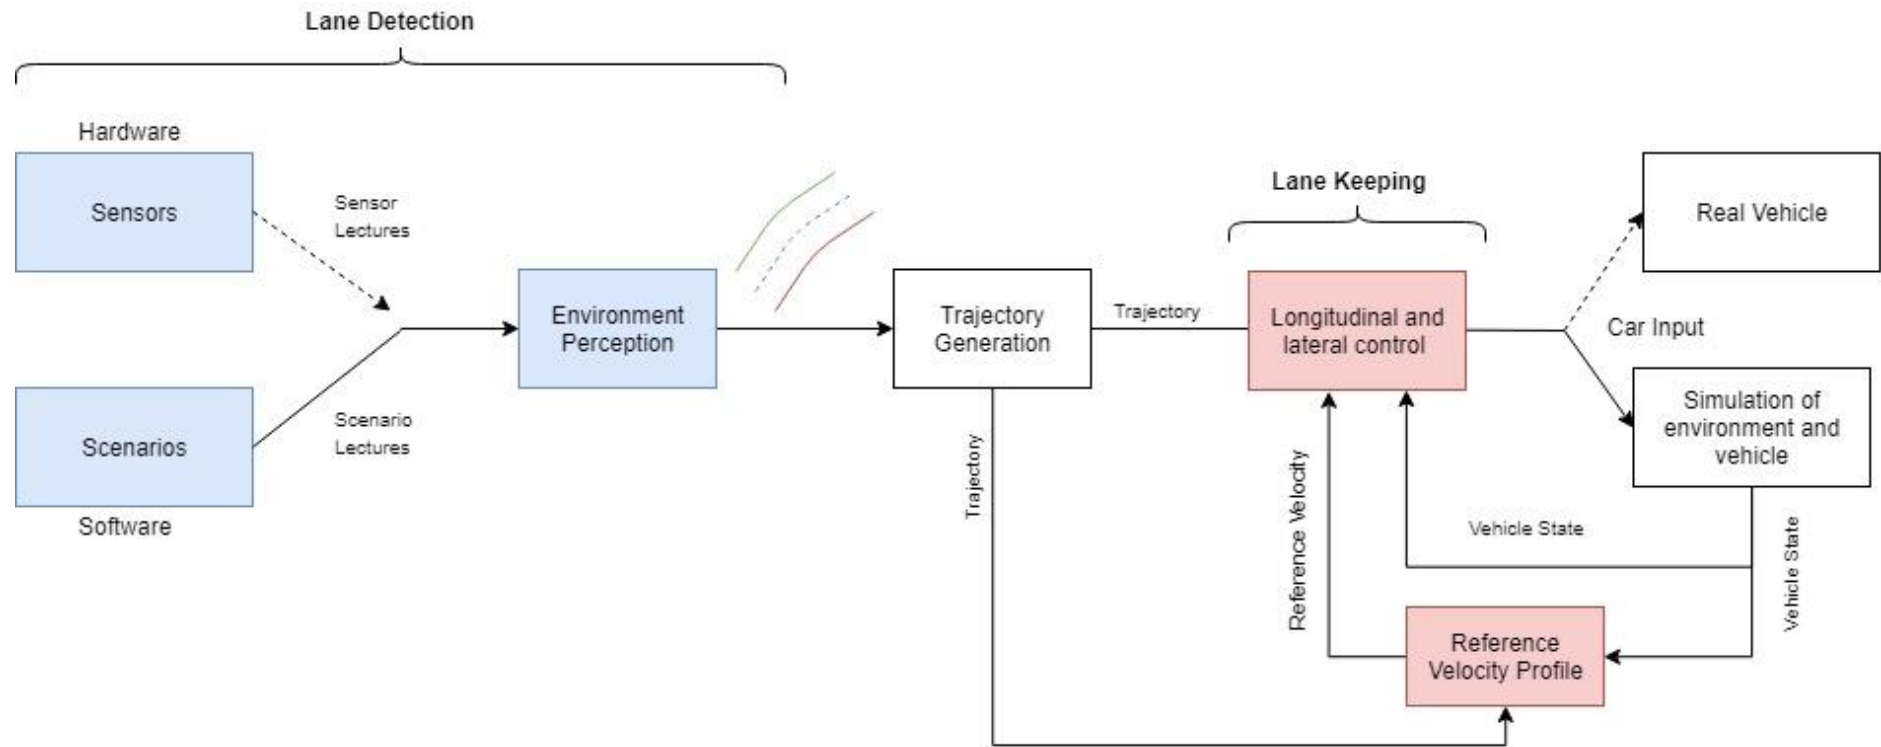 Lane Detection
Hardware
Sensors
Sensor
Lectures
Scenarios
Scenario
Lectures
Software
Environment
Perception
Trajectory
Generation
Trajectory
Trajectory
Lane Keeping
Longitudinal and
lateral control
Real Vehicle
Car Input
Simulation of
environment and
vehicle
Vehicle State
Vehicle State
Reference Velocity
Reference
Velocity Profile